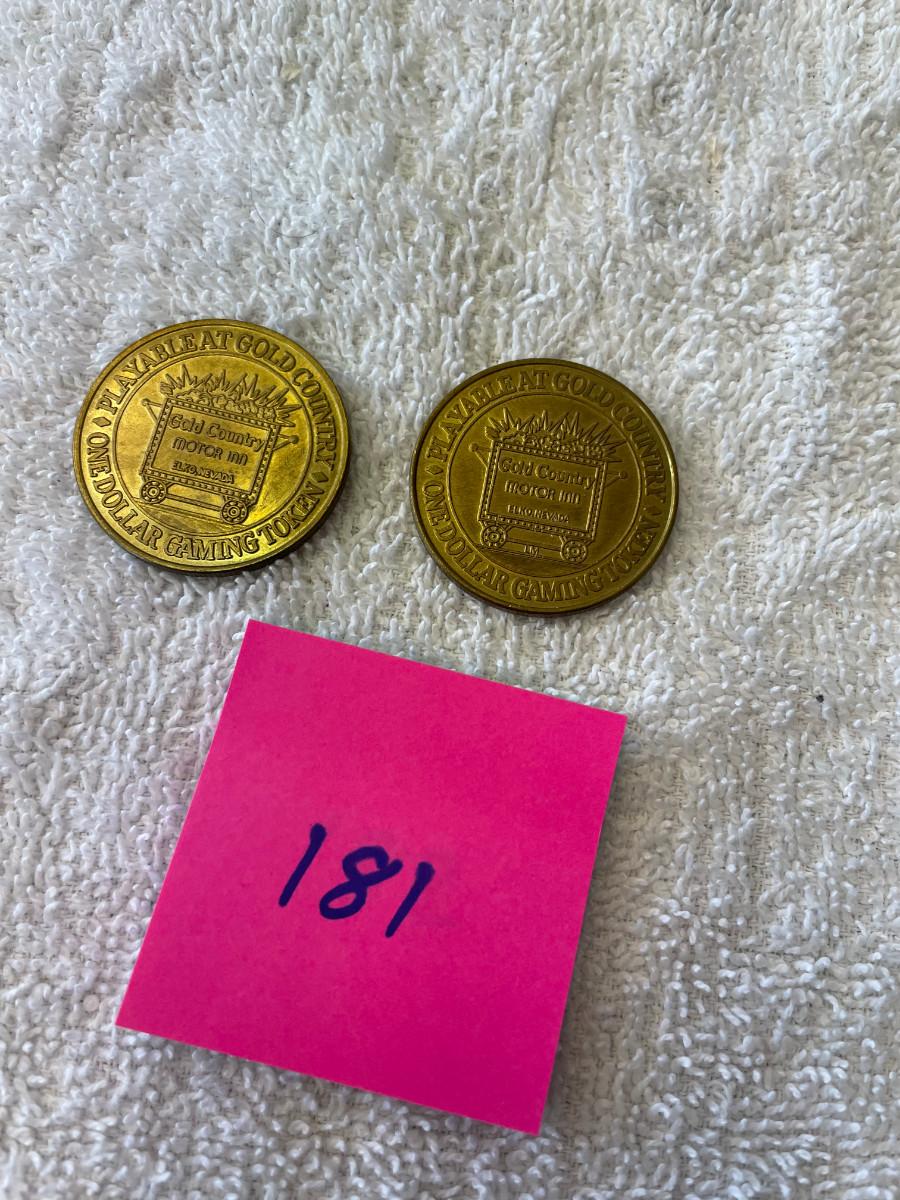 PLAYABLE AT GOLD COUNTRY
Gold Country
MOTOR INN
ELKO, NEVADA
ONE DOLLAR GAMING TOKEN
PLAYABLE AT GOLD COUNTRY
Gold Country
MOTOR INN
ELKO, NEVADA
ONE DOLLAR GAMING TOKEN
181